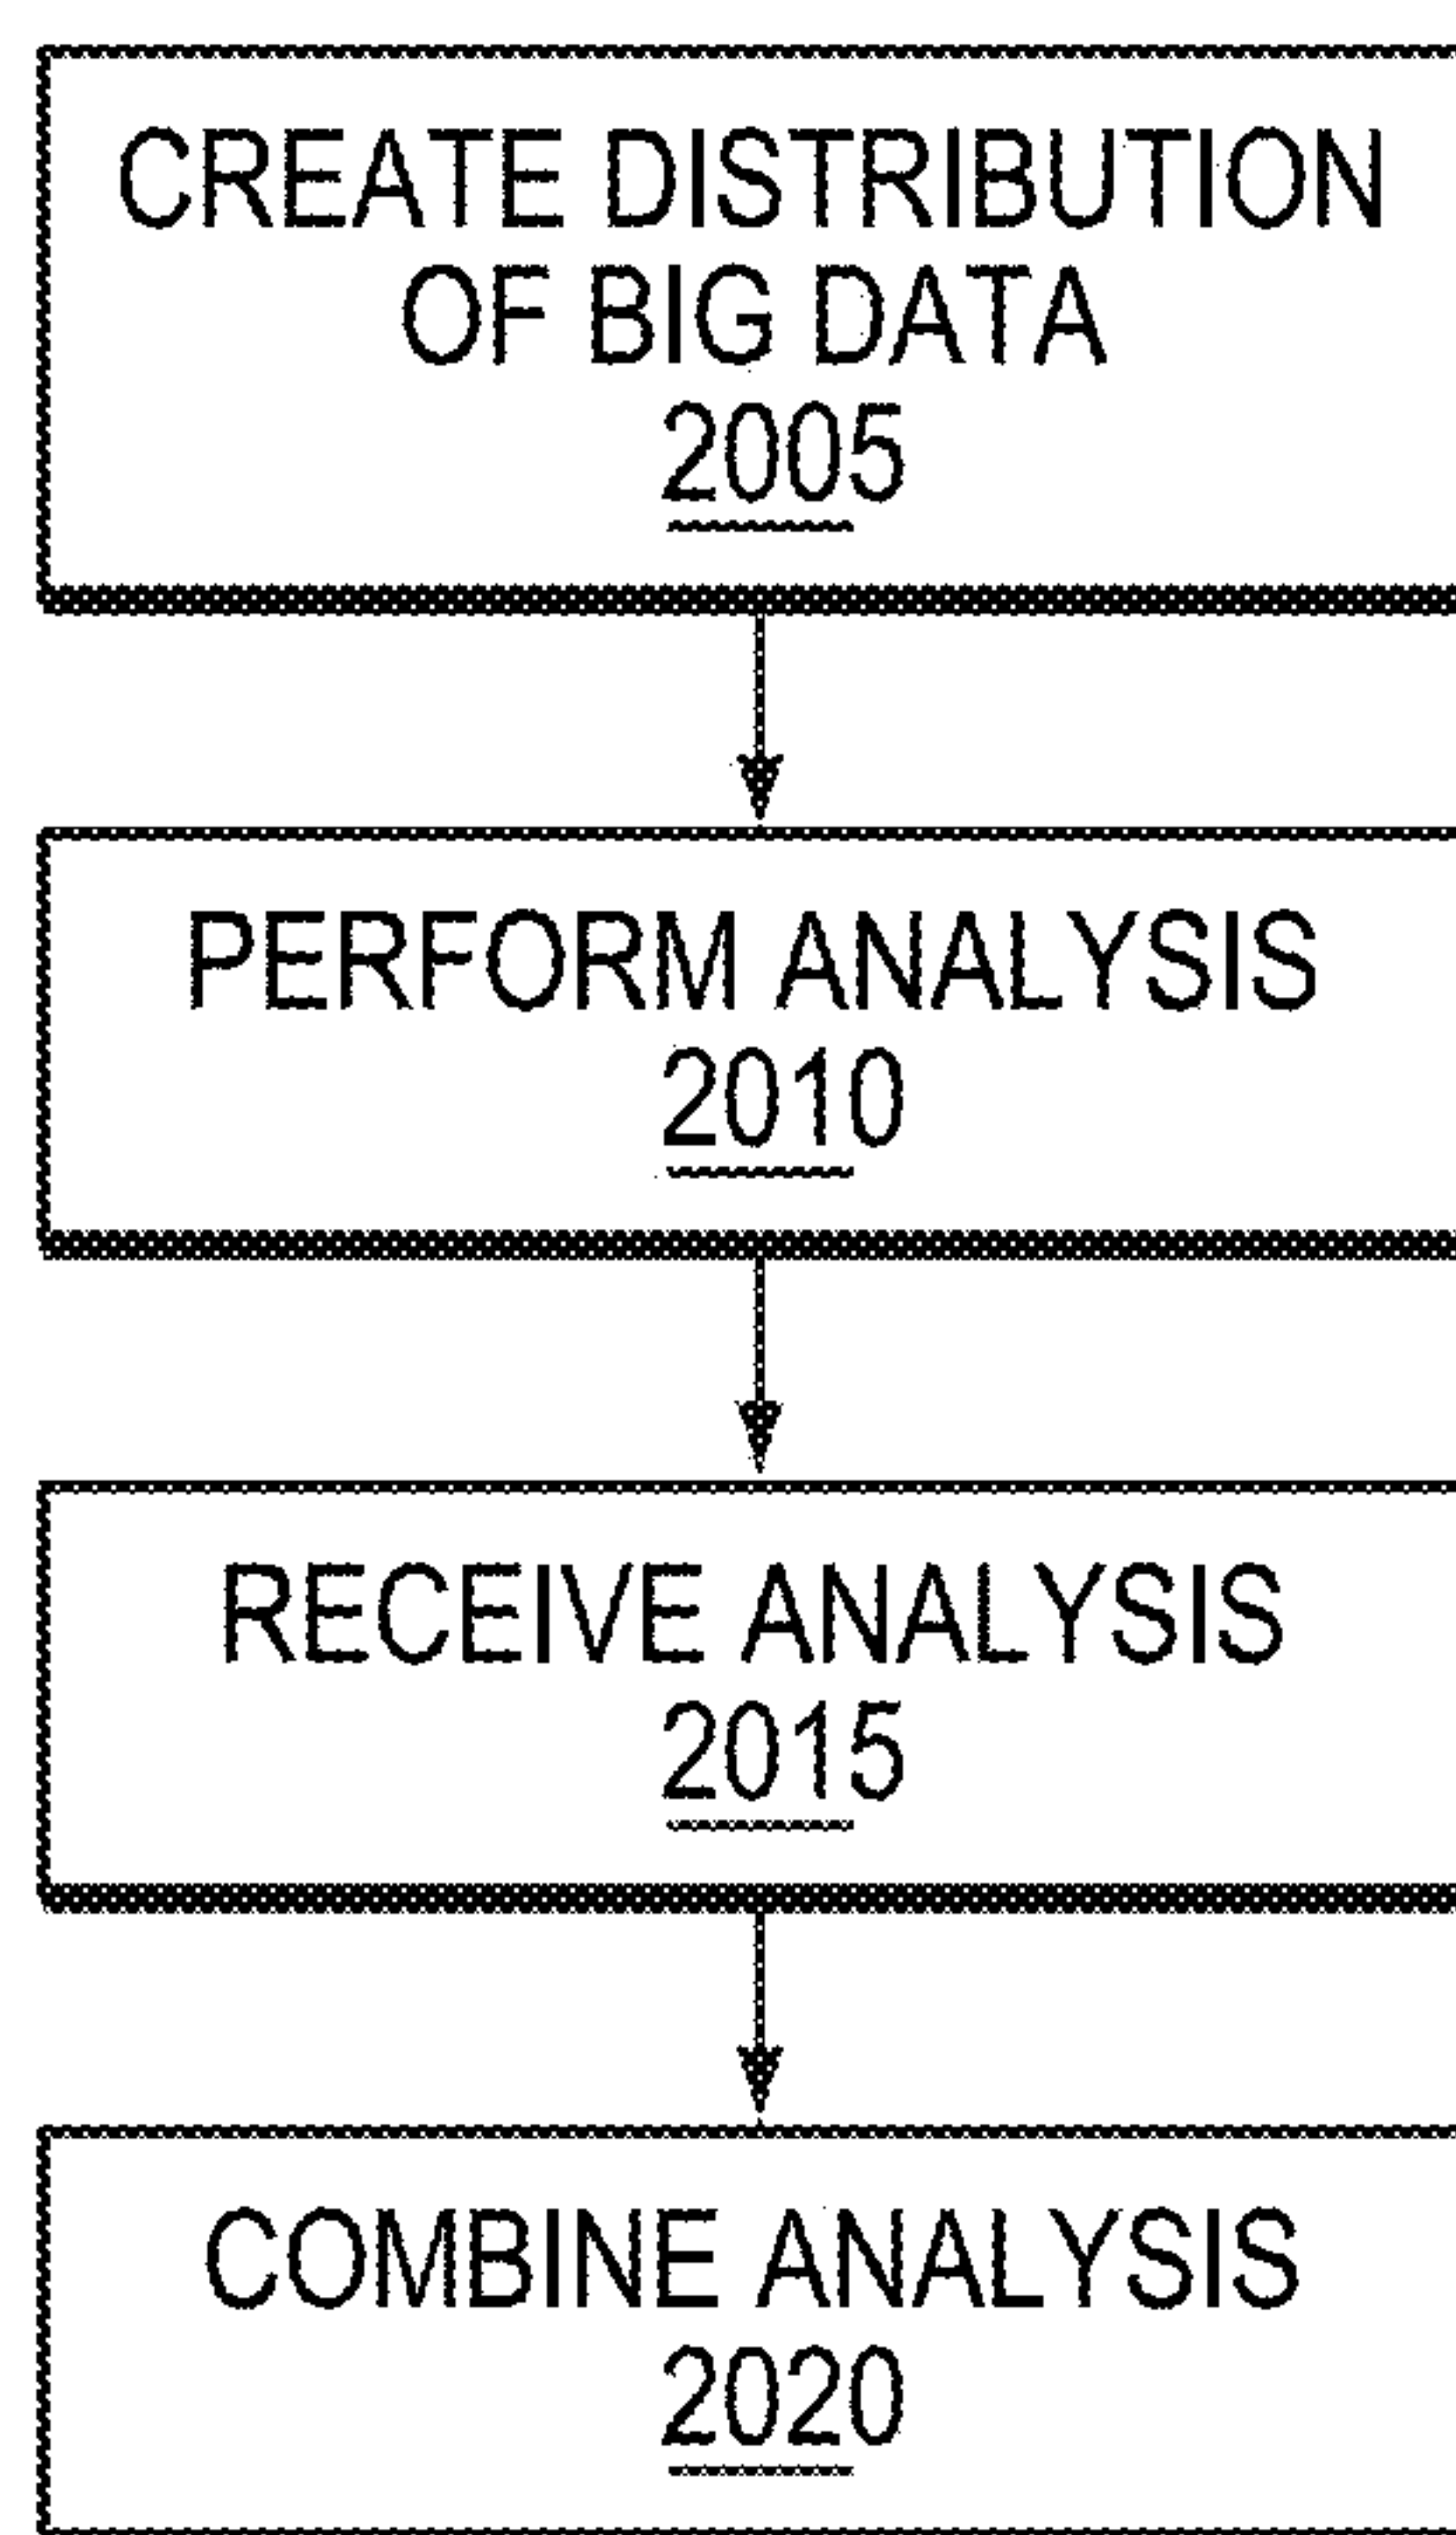 CREATE DISTRIBUTION
OF BIG DATA
2005
PERFORM ANALYSIS
2010
RECEIVE ANALYSIS
2015
COMBINE ANALYSIS
2020